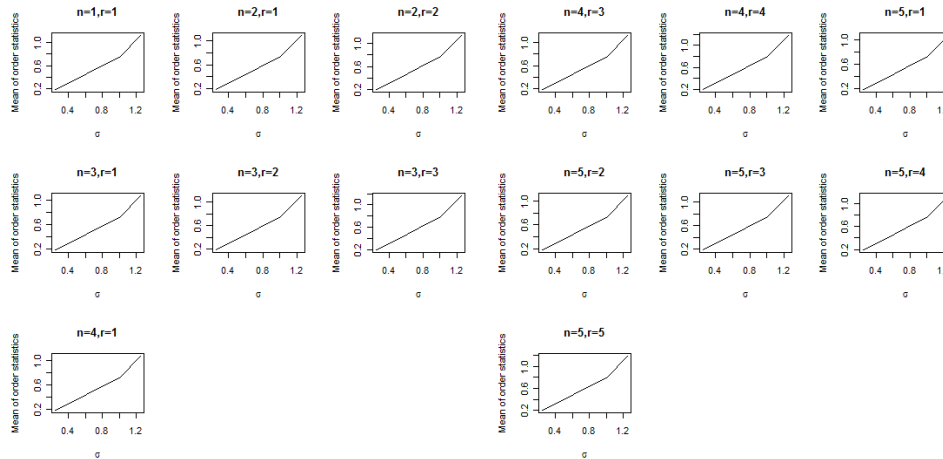 n=1,r=1
Mean of order statistics
0.2 0.6 1.0
0.4 0.8 1.2
σ
n=2,r=1
Mean of order statistics
0.2 0.6 1.0
0.4 0.8 1.2
σ
n=2,r=2
Mean of order statistics
0.2 0.6 1.0
0.4 0.8 1.2
σ
n=4,r=3
Mean of order statistics
0.2 0.6 1.0
0.4 0.8 1.2
σ
n=4,r=4
Mean of order statistics
0.2 0.6 1.0
0.4 0.8 1.2
σ
n=5,r=1
Mean of order statistics
0.2 0.6 1.0
0.4 0.8
σ
n=3,r=1
Mean of order statistics
0.2 0.6 1.0
0.4 0.8 1.2
σ
n=3,r=2
Mean of order statistics
0.2 0.6 1.0
0.4 0.8 1.2
σ
n=3,r=3
Mean of order statistics
0.2 0.6 1.0
0.4 0.8 1.2
σ
n=5,r=2
Mean of order statistics
0.2 0.6 1.0
0.4 0.8 1.2
σ
n=5,r=3
Mean of order statistics
0.2 0.6 1.0
0.4 0.8 1.2
σ
n=5,r=4
Mean of order statistics
0.2 0.6 1.0
0.4 0.8
σ
n=4,r=1
Mean of order statistics
0.2 0.6 1.0
0.4 0.8 1.2
σ
n=5,r=5
Mean of order statistics
0.2 0.6 1.0
0.4 0.8 1.2
σ